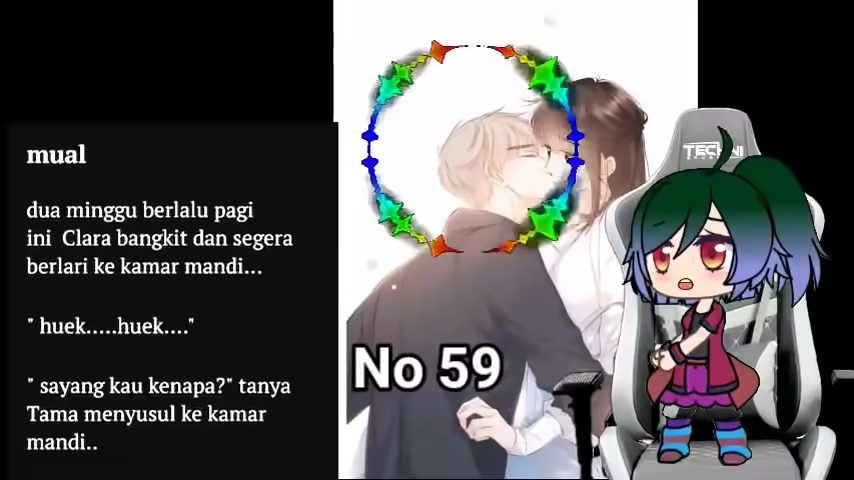 mual
dua minggu berlalu pagi
ini Clara bangkit dan segera
berlari ke kamar mandi...
" huek.....huek...."
" sayang kau kenapa?" tanya
Tama menyusul ke kamar
mandi..
No 59